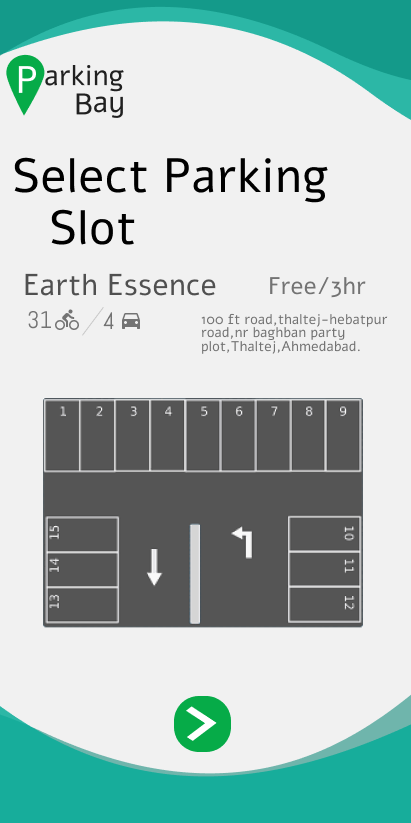 Parking
Bay
Select Parking
Slot
Earth Essence
Free/3hr
31 / 4
100 ft road,thaltej-hebatpur
road,nr baghban party
plot,Thaltej,Ahmedabad.
1 2 3 4 5 6 7 8 9
15
14
13
10
11
12